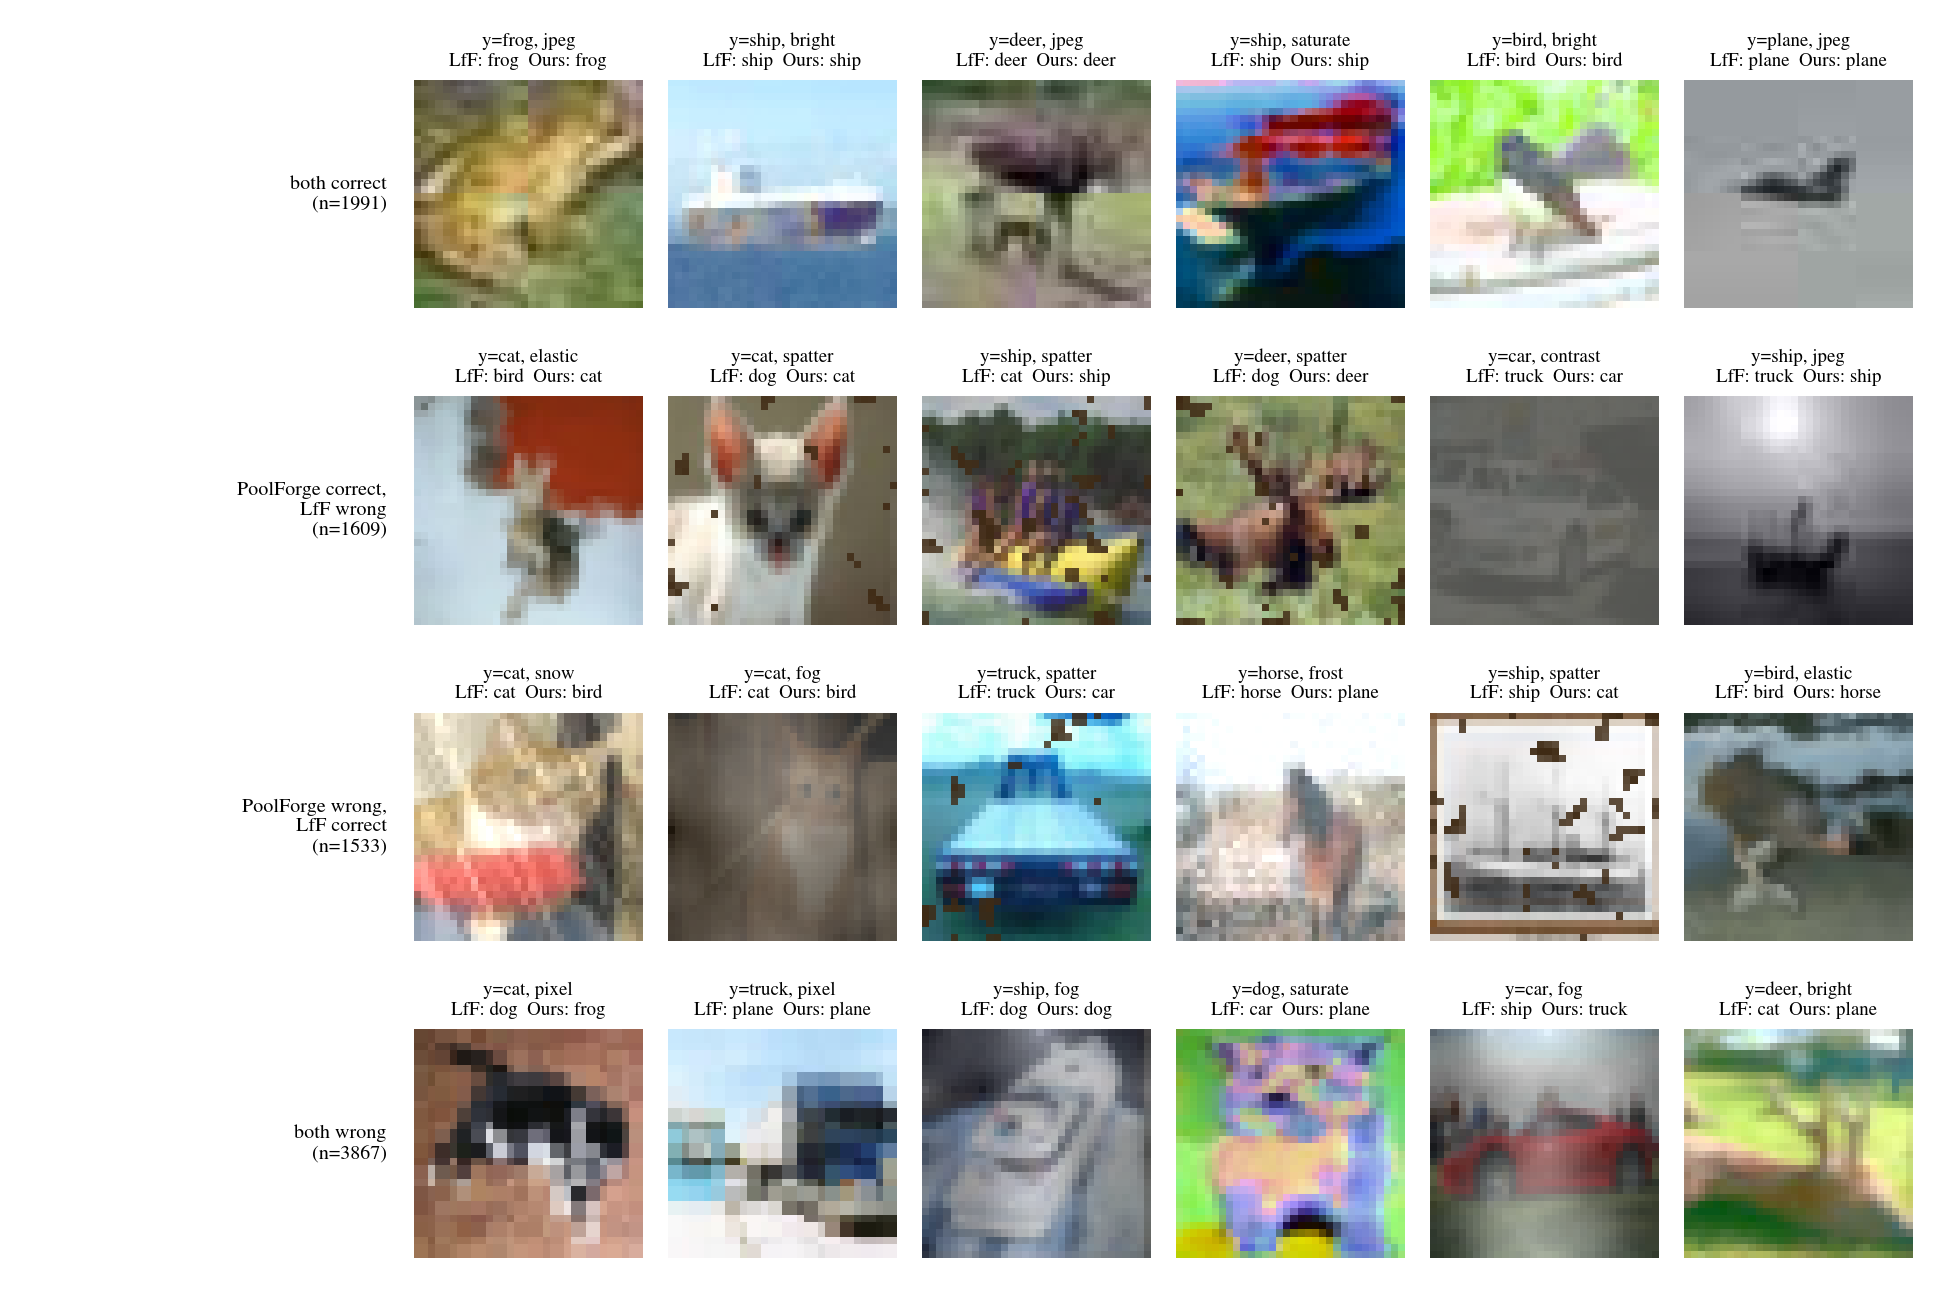 y=frog, jpeg
LfF: frog  Ours: frog
y=ship, bright
LfF: ship  Ours: ship
y=deer, jpeg
LfF: deer  Ours: deer
y=ship, saturate
LfF: ship  Ours: ship
y=bird, bright
LfF: bird  Ours: bird
y=plane, jpeg
LfF: plane  Ours: plane
both correct
(n=1991)
y=cat, elastic
LfF: bird  Ours: cat
y=cat, spatter
LfF: dog  Ours: cat
y=ship, spatter
LfF: cat  Ours: ship
y=deer, spatter
LfF: dog  Ours: deer
y=car, contrast
LfF: truck  Ours: car
y=ship, jpeg
LfF: truck  Ours: ship
PoolForge correct,
LfF wrong
(n=1609)
y=cat, snow
LfF: cat  Ours: bird
y=cat, fog
LfF: cat  Ours: bird
y=truck, spatter
LfF: truck  Ours: car
y=horse, frost
LfF: horse  Ours: plane
y=ship, spatter
LfF: ship  Ours: cat
y=bird, elastic
LfF: bird  Ours: horse
PoolForge wrong,
LfF correct
(n=1533)
y=cat, pixel
LfF: dog  Ours: frog
y=truck, pixel
LfF: plane  Ours: plane
y=ship, fog
LfF: dog  Ours: dog
y=dog, saturate
LfF: car  Ours: plane
y=car, fog
LfF: ship  Ours: truck
y=deer, bright
LfF: cat  Ours: plane
both wrong
(n=3867)